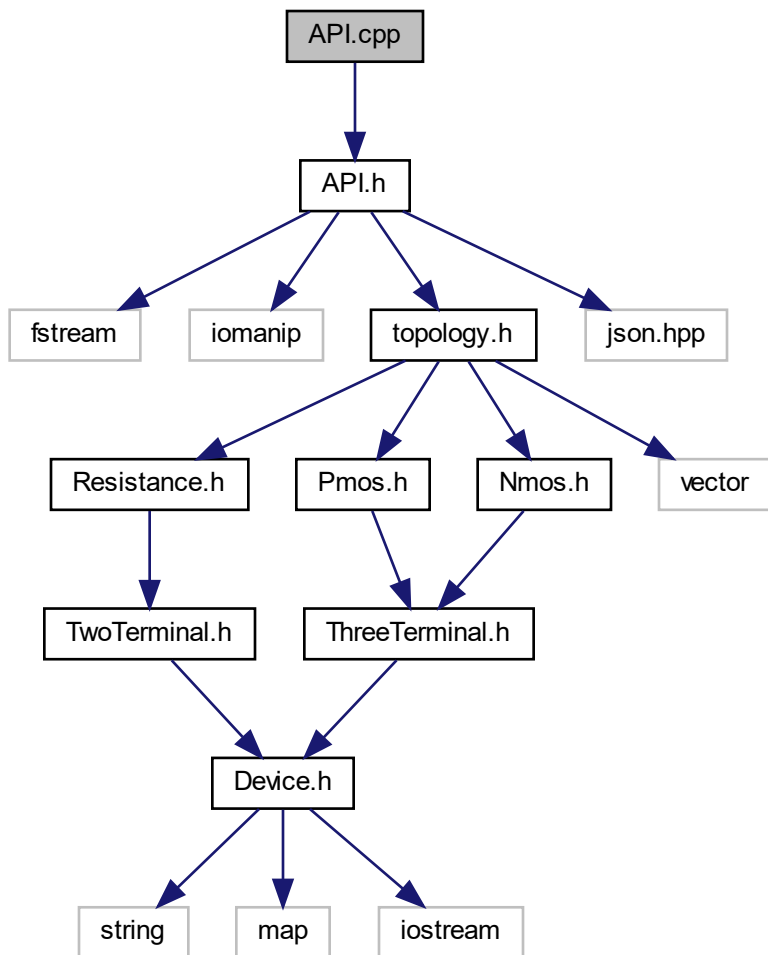 API.cpp
API.h
fstream
iomanip
topology.h
json.hpp
Resistance.h
Pmos.h
Nmos.h
vector
TwoTerminal.h
ThreeTerminal.h
Device.h
string
map
iostream